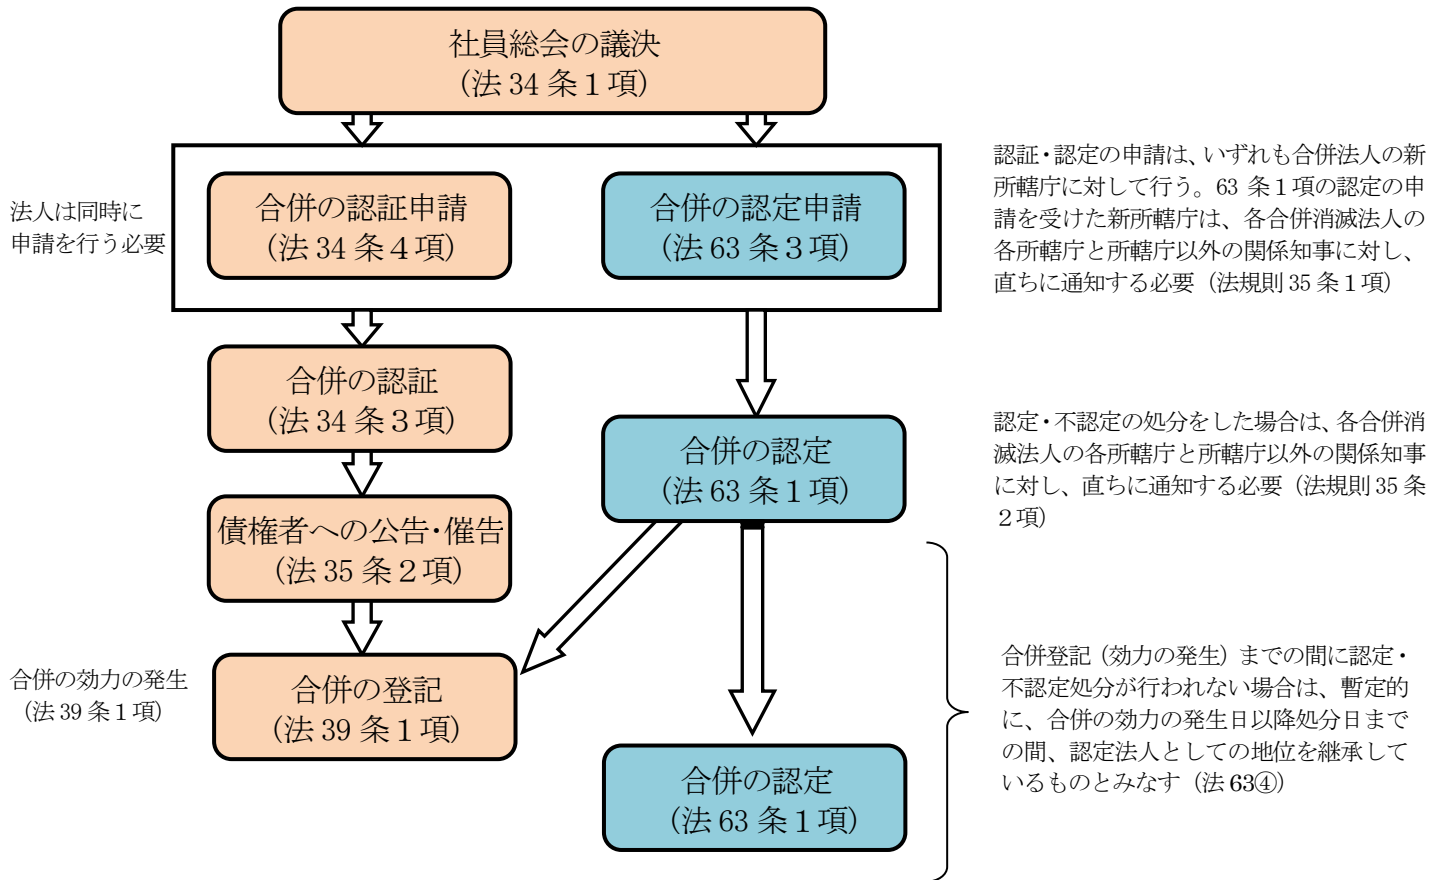 社員総会の議決
（法 34 条１項）
法人は同時に
申請を行う必要
合併の認証申請
（法 34 条４項）
合併の認定申請
（法 63 条３項）
認証・認定の申請は、いずれも合併法人の新
所轄庁に対して行う。63 条１項の認定の申
請を受けた新所轄庁は、各合併消滅法人の
各所轄庁と所轄庁以外の関係知事に対し、
直ちに通知する必要（法規則 35 条１項）
合併の認証
（法 34 条３項）
合併の認定
（法 63 条１項）
認定・不認定の処分をした場合は、各合併消
滅法人の各所轄庁と所轄庁以外の関係知事
に対し、直ちに通知する必要（法規則 35 条
２項）
債権者への公告・催告
（法 35 条２項）
合併の効力の発生
（法 39 条１項）
合併の登記
（法 39 条１項）
合併登記（効力の発生）までの間に認定・
不認定処分が行われない場合は、暫定的
に、合併の効力の発生日以降処分日まで
の間、認定法人としての地位を継承して
いるものとみなす（法 63④）
合併の認定
（法 63 条１項）